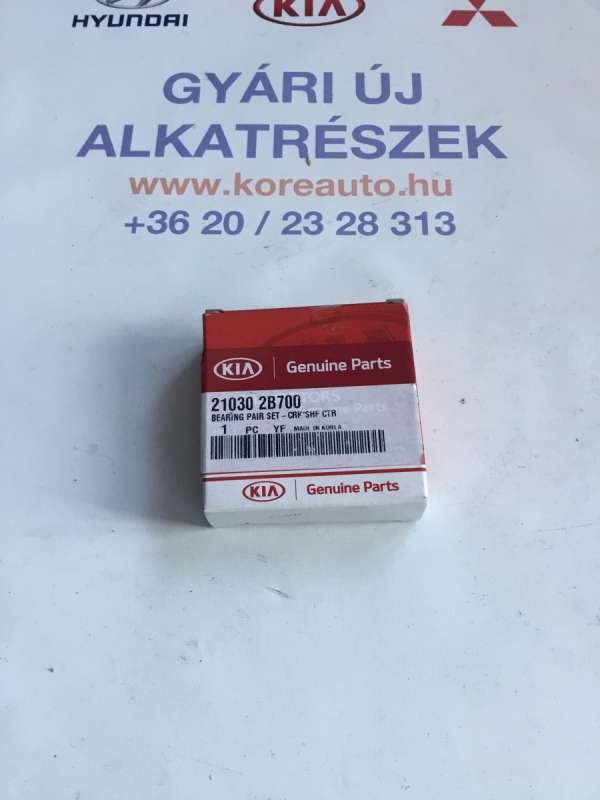 HYUNDAI
KIA
GYÁRI ÚJ
ALKATRÉSZEK
www.koreauto.hu
+36 20 / 23 28 313
KIA Genuine Parts
21030 2B700
BEARING PAIR SET - CRK/SHF CTR
1 PC YF MADE IN KOREA
KIA Genuine Parts